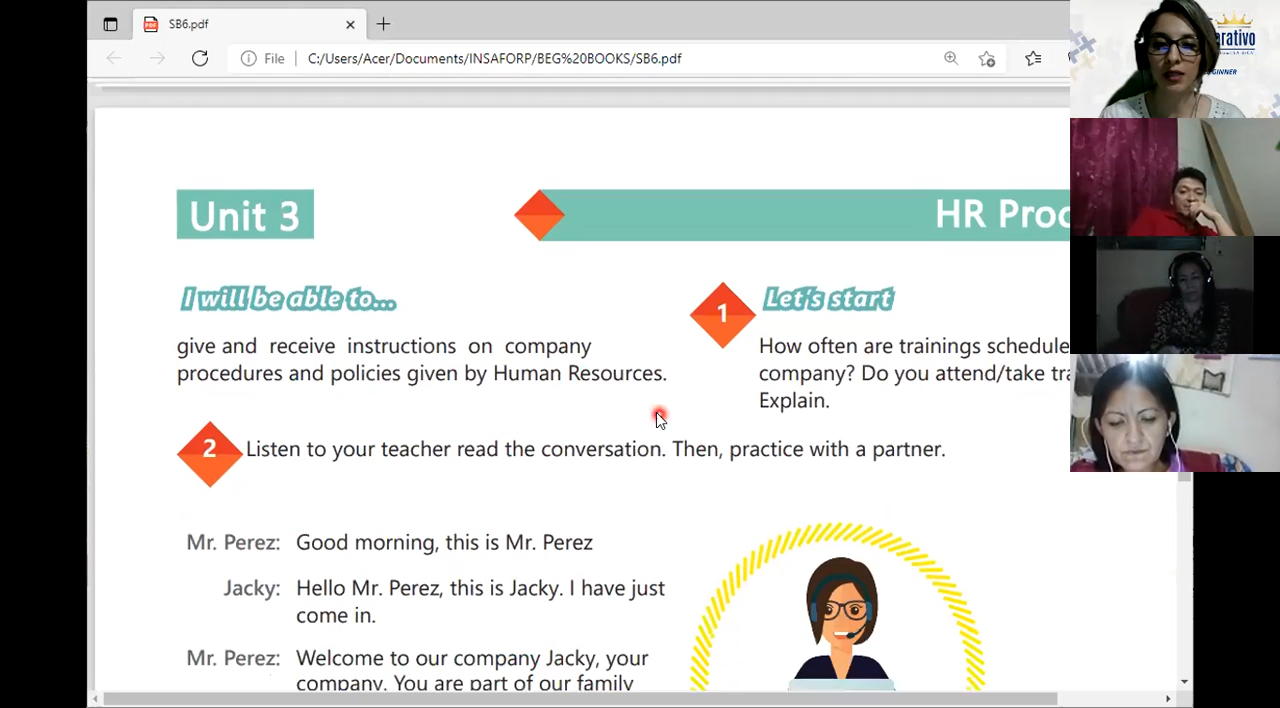 SB6.pdf
File
C:/Users/Acer/Documents/INSAFORP/BEG%20BOOKS/SB6.pdf
Unit 3
HR Proc
I will be able to...
give and receive instructions on company
procedures and policies given by Human Resources.
1
Let's start
How often are trainings schedule
company? Do you attend/take tra
Explain.
2
Listen to your teacher read the conversation. Then, practice with a partner.
Mr. Perez: Good morning, this is Mr. Perez
Jacky: Hello Mr. Perez, this is Jacky. I have just
come in.
Mr. Perez: Welcome to our company Jacky, your
company. You are part of our family
arativo